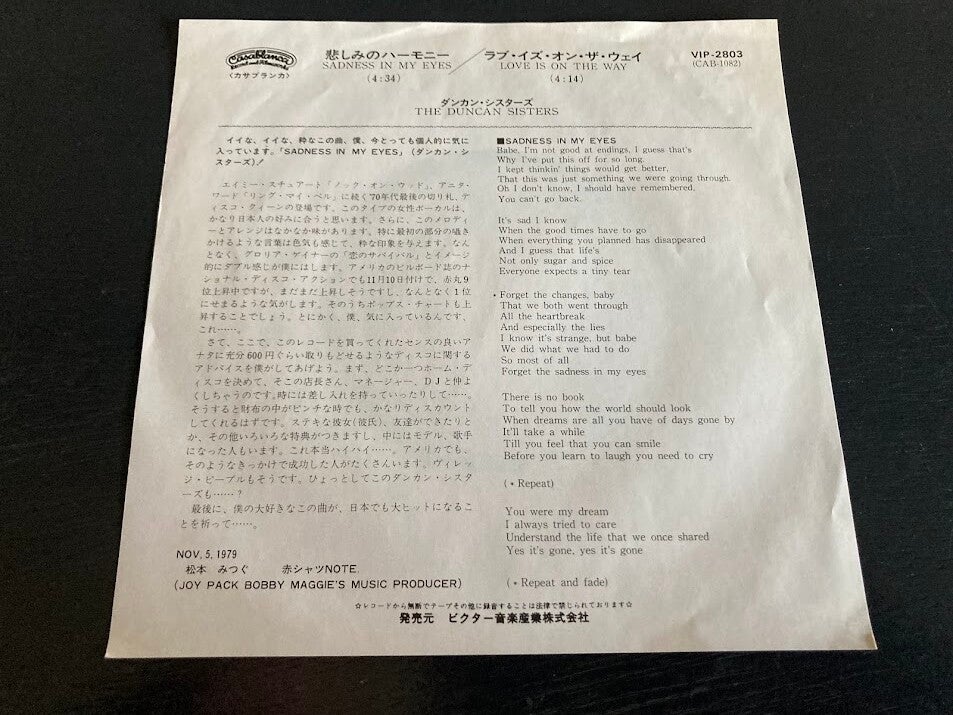 Casablanca
Record and FilmWorks
〈カサブランカ〉
悲しみのハーモニー／ラブ・イズ・オン・ザ・ウェイ
SADNESS IN MY EYES LOVE IS ON THE WAY
(4:34) (4:14)
VIP-2803
(CAB-1082)
ダンカン・シスターズ
THE DUNCAN SISTERS
イイな、イイな、粋なこの曲、僕、今とっても個人的に気に
入っています。「SADNESS IN MY EYES」(ダンカン・シ
スターズ)!
エイミー・スチュアート「ノック・オン・ウッド」、アニタ・
ワード「リング・マイ・ベル」に続く'70年代最後の切り札、デ
ィスコ・クィーンの登場です。このタイプの女性ボーカルは、
かなり日本人の好みに合うと思います。さらに、このメロディ
ーとアレンジはなかなか味があります。特に最初の部分の囁き
かけるような言葉は色気も感じて、粋な印象を与えます。なん
となく、グロリア・ゲイナーの「恋のサバイバル」とイメージ
的にダブル感じが僕にはします。アメリカのビルボード誌のナ
ショナル・ディスコ・アクションでも11月10日付けで、赤丸9
位上昇中ですが、まだまだ上昇しそうですし、なんとなく1位
にせまるような気がします。そのうちポップス・チャートも上
昇することでしょう。とにかく、僕、気に入っているんです、
これ……。
さて、ここで、このレコードを買ってくれたセンスの良いア
ナタに充分600円ぐらい取りもどせるようなディスコに関する
アドバイスを僕がしてあげよう。まず、どこか一つホーム・デ
ィスコを決めて、そこの店長さん、マネージャー、DJと仲よ
くしちゃうのです。時には差し入れを持っていったりして……。
そうすると財布の中がピンチな時でも、かなりディスカウント
してくれるはずです。ステキな彼女(彼氏)、友達ができたりと
か、その他いろいろな特典がつきますし、中にはモデル、歌手
になった人もいます。これ本当ハイハイ……。アメリカでも、
そのようなきっかけで成功した人がたくさんいます。ヴィレッ
ジ・ピープルもそうです。ひょっとしてこのダンカン・シスタ
ーズも……?
最後に、僕の大好きなこの曲が、日本でも大ヒットになるこ
とを祈って……。
NOV, 5, 1979
松本 みつぐ 赤シャツNOTE.
(JOY PACK BOBBY MAGGIE'S MUSIC PRODUCER)
■SADNESS IN MY EYES
Babe, I'm not good at endings, I guess that's
Why I've put this off for so long.
I kept thinkin' things would get better,
That this was just something we were going through.
Oh I don't know, I should have remembered,
You can't go back.
It's sad I know
When the good times have to go
When everything you planned has disappeared
And I guess that life's
Not only sugar and spice
Everyone expects a tiny tear
* Forget the changes, baby
That we both went through
All the heartbreak
And especially the lies
I know it's strange, but babe
We did what we had to do
So most of all
Forget the sadness in my eyes
There is no book
To tell you how the world should look
When dreams are all you have of days gone by
It'll take a while
Till you feel that you can smile
Before you learn to laugh you need to cry
(* Repeat)
You were my dream
I always tried to care
Understand the life that we once shared
Yes it's gone, yes it's gone
(* Repeat and fade)
☆レコードから無断でテープその他に録音することは法律で禁じられております☆
発売元 ビクター音楽産業株式会社